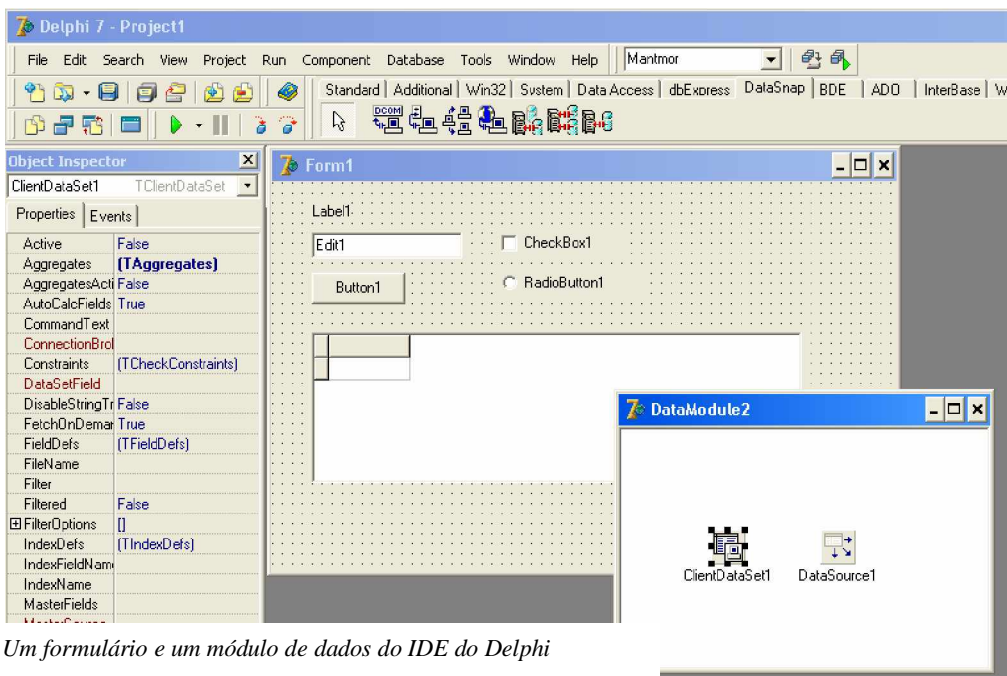 Delphi 7 - Project1
File Edit Search View Project Run Component Database Tools Window Help Mantmor
Standard Additional Win32 System Data Access dbExpress DataSnap BDE ADO InterBase W
DCOM
Object Inspector
ClientDataSet1 TClientDataSet
Properties Events
Active False
Aggregates (TAggregates)
AggregatesActi False
AutoCalcFields True
CommandText
ConnectionBrol
Constraints (TCheckConstraints)
DataSetField
DisableStringTr False
FetchOnDemar True
FieldDefs (TFieldDefs)
FileName
Filter
Filtered False
FilterOptions []
IndexDefs (TIndexDefs)
IndexFieldNam
IndexName
MasterFields
Form1
Label1
Edit1
CheckBox1
Button1
RadioButton1
DataModule2
ClientDataSet1 DataSource1
Um formulário e um módulo de dados do IDE do Delphi